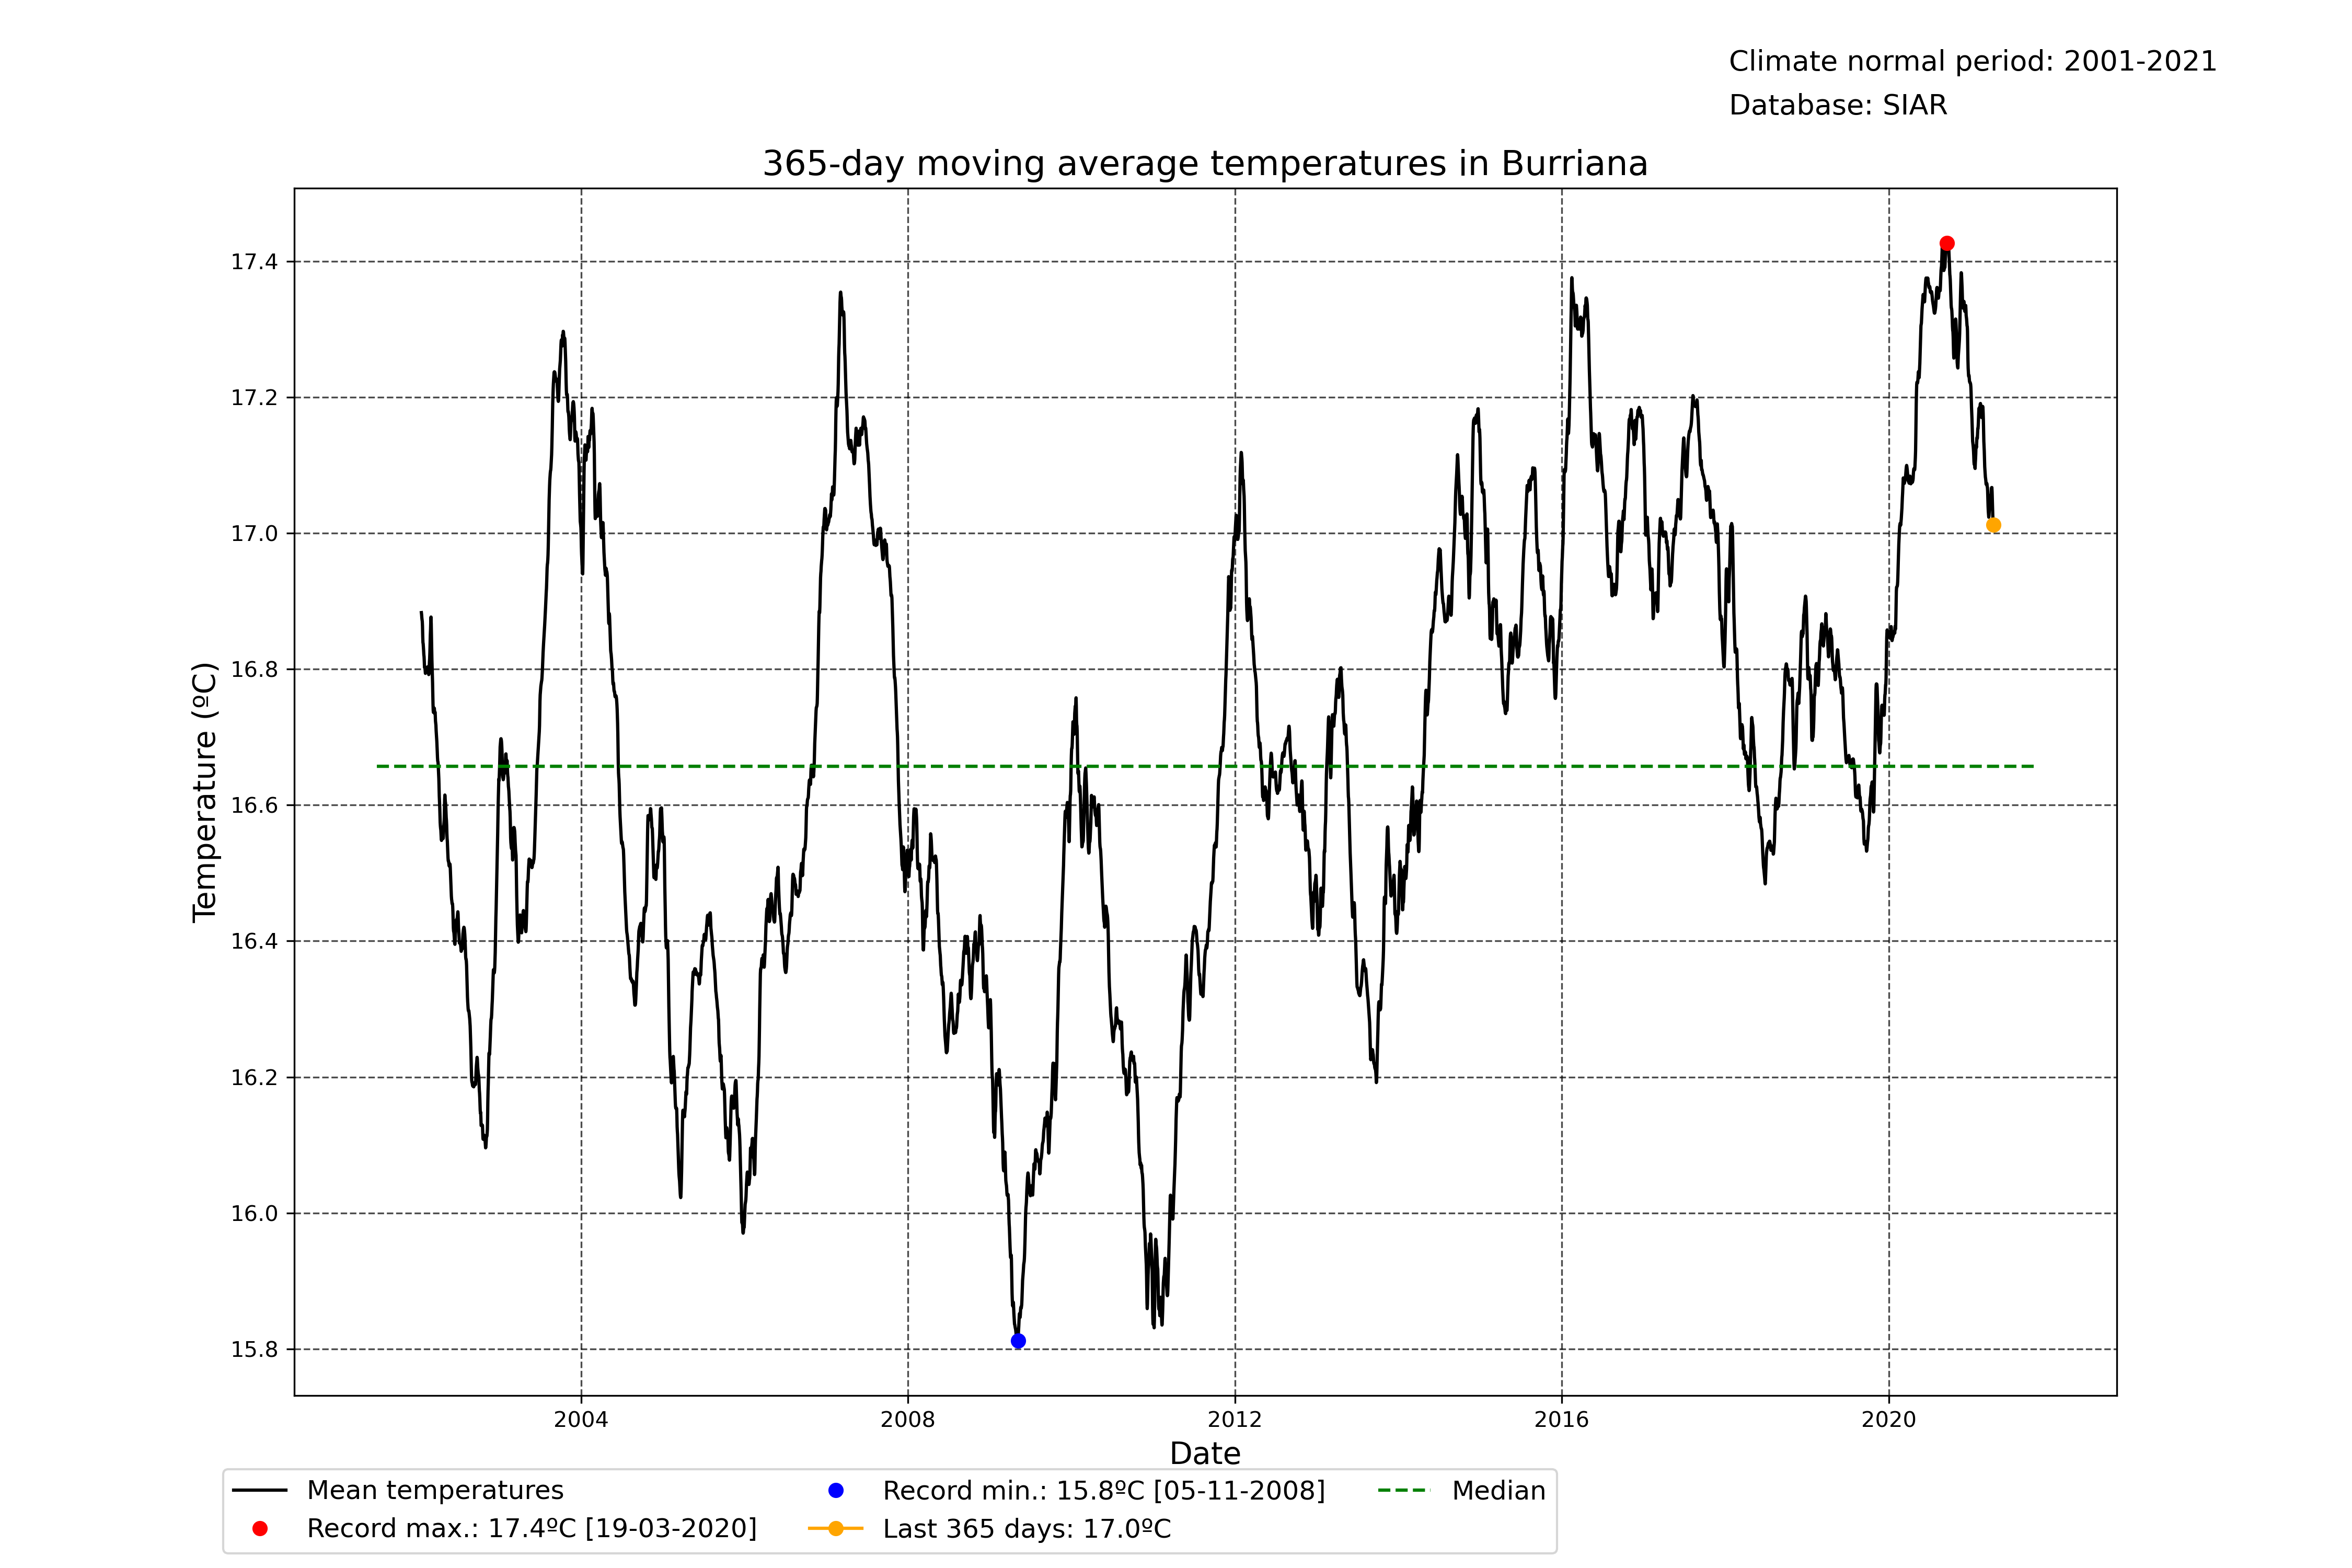 Climate normal period: 2001-2021
Database: SIAR
365-day moving average temperatures in Burriana
17.4
17.2
17.0
16.8
16.6
16.4
16.2
16.0
15.8
Temperature (ºC)
2004 2008 2012 2016 2020
Date
Mean temperatures
Record max.: 17.4ºC [19-03-2020]
Record min.: 15.8ºC [05-11-2008]
Last 365 days: 17.0ºC
Median